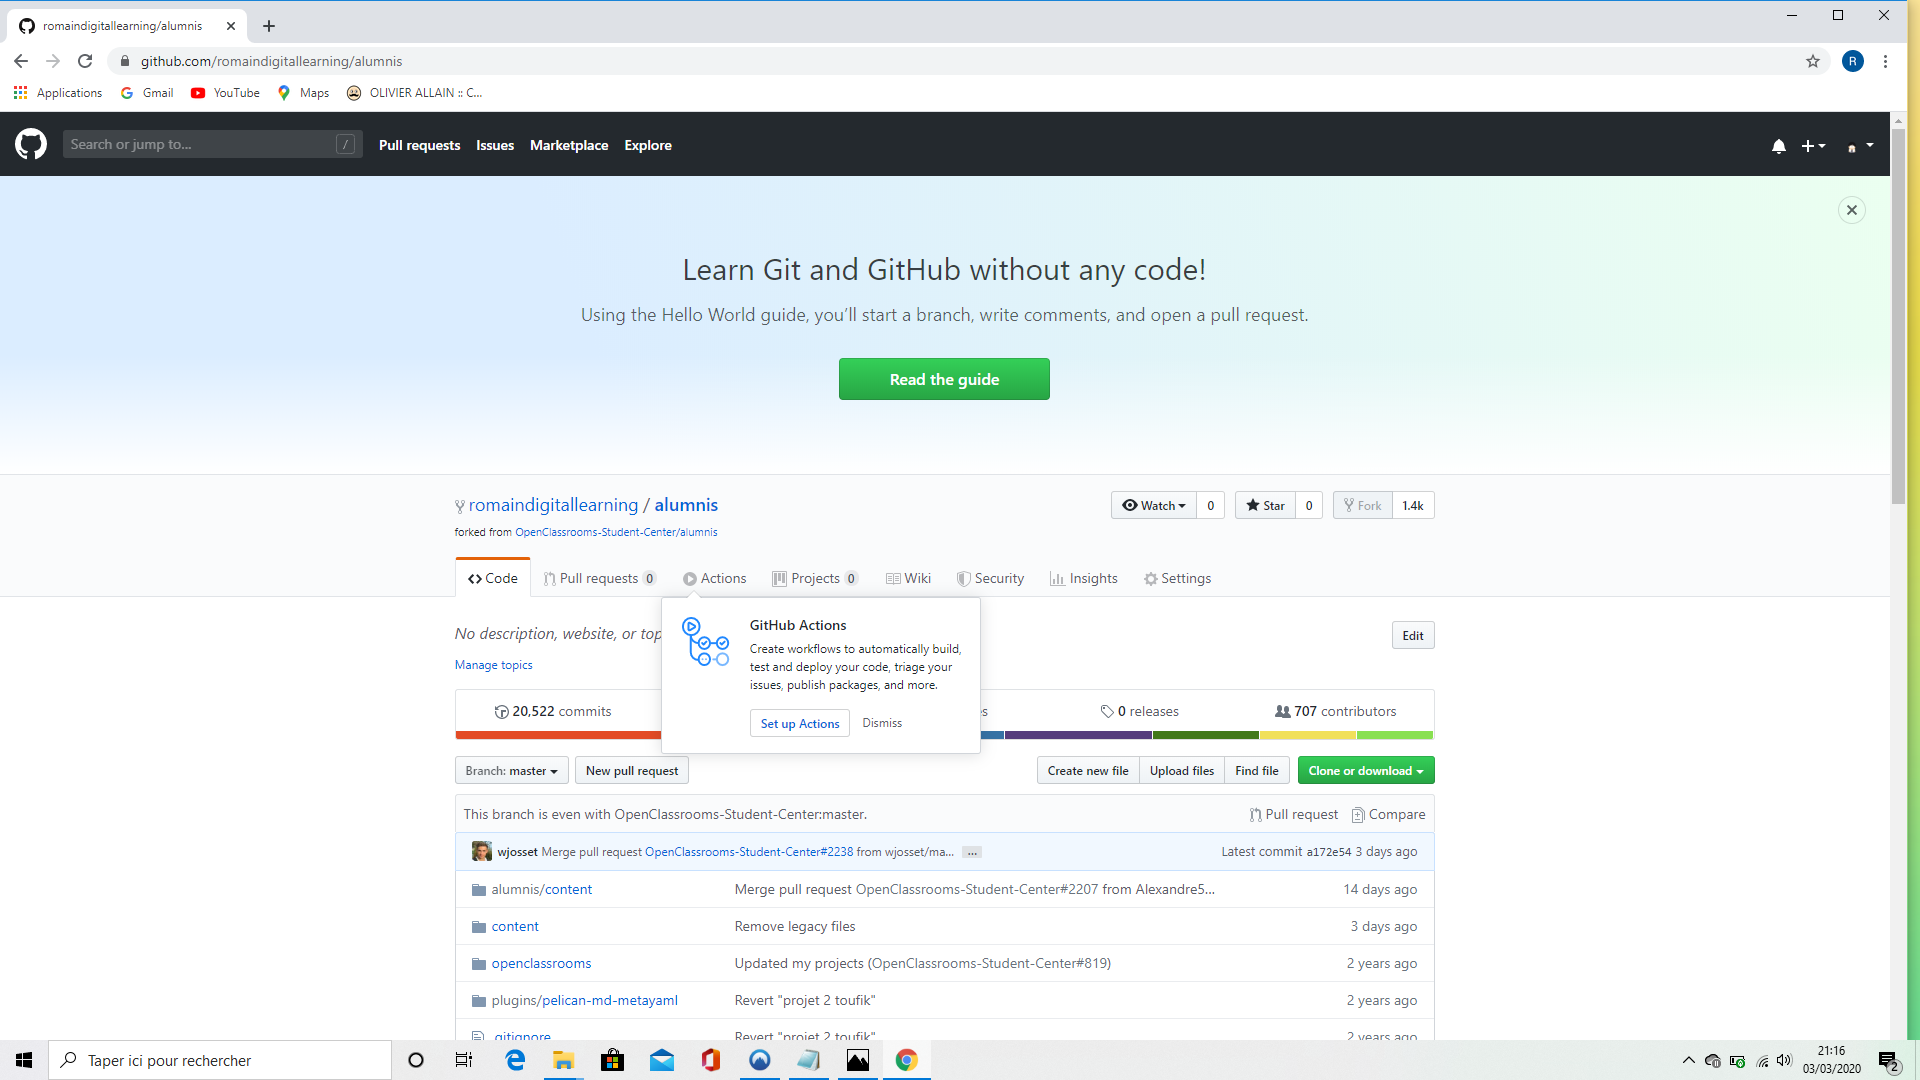 romaindigitallearning/alumnis
github.com/romaindigitallearning/alumnis
R
Applications
Gmail
YouTube
Maps
OLIVIER ALLAIN :: C...
Search or jump to...
/
Pull requests
Issues
Marketplace
Explore
Learn Git and GitHub without any code!
Using the Hello World guide, you’ll start a branch, write comments, and open a pull request.
Read the guide
romaindigitallearning / alumnis
Watch 0
Star 0
Fork 1.4k
forked from OpenClassrooms-Student-Center/alumnis
Code
Pull requests 0
Actions
Projects 0
Wiki
Security
Insights
Settings
No description, website, or top
Edit
Manage topics
GitHub Actions
Create workflows to automatically build,
test and deploy your code, triage your
issues, publish packages, and more.
Set up Actions
Dismiss
20,522 commits
0 releases
707 contributors
Branch: master
New pull request
Create new file
Upload files
Find file
Clone or download
This branch is even with OpenClassrooms-Student-Center:master.
Pull request
Compare
wjosset Merge pull request OpenClassrooms-Student-Center#2238 from wjosset/ma... ...
Latest commit a172e54 3 days ago
alumnis/content
Merge pull request OpenClassrooms-Student-Center#2207 from Alexandre5...
14 days ago
content
Remove legacy files
3 days ago
openclassrooms
Updated my projects (OpenClassrooms-Student-Center#819)
2 years ago
plugins/pelican-md-metayaml
Revert "projet 2 toufik"
2 years ago
.gitignore
Revert "projet 2 toufik"
2 years ago
Taper ici pour rechercher
21:16
03/03/2020
2